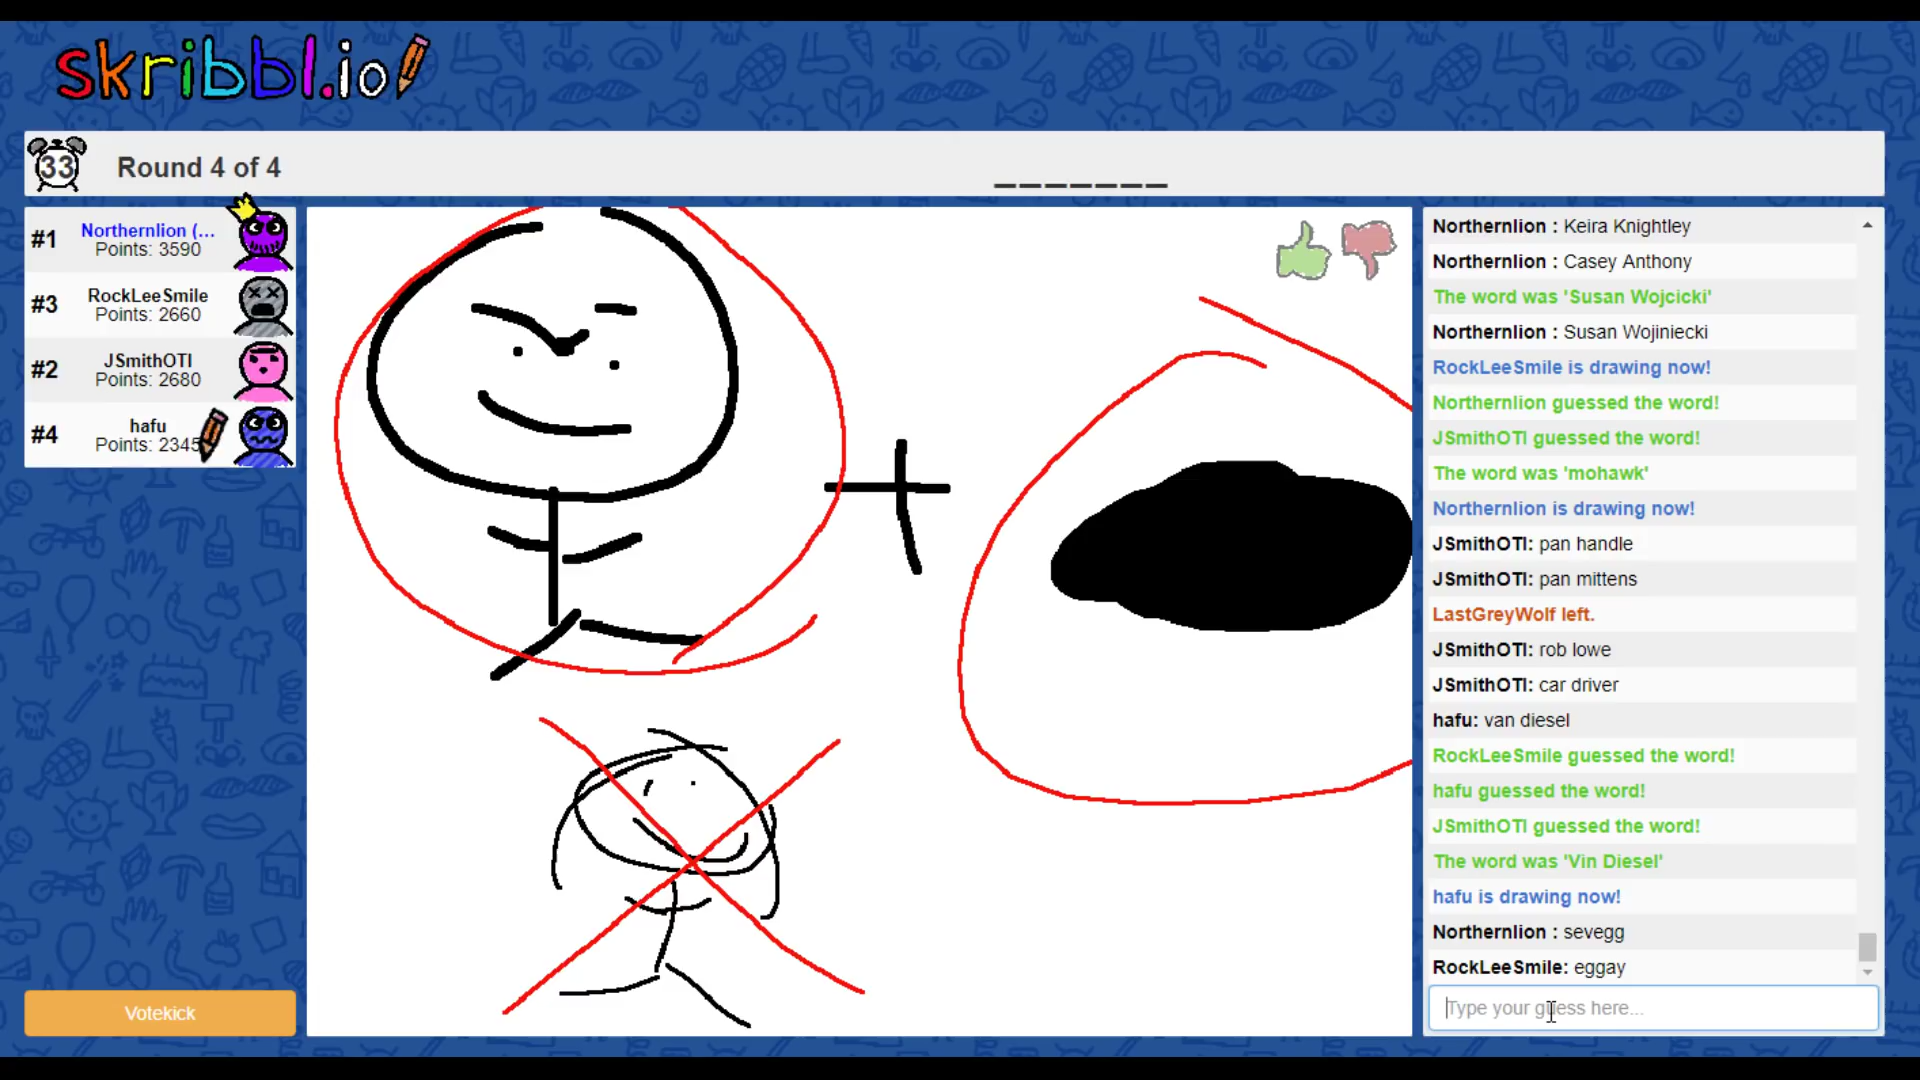 skribbl.io
33
Round 4 of 4
_______
#1
Northernlion (...
Points: 3590
#3
RockLeeSmile
Points: 2660
#2
JSmithOTI
Points: 2680
#4
hafu
Points: 2345
Votekick
Northernlion : Keira Knightley
Northernlion : Casey Anthony
The word was 'Susan Wojcicki'
Northernlion : Susan Wojiniecki
RockLeeSmile is drawing now!
Northernlion guessed the word!
JSmithOTI guessed the word!
The word was 'mohawk'
Northernlion is drawing now!
JSmithOTI: pan handle
JSmithOTI: pan mittens
LastGreyWolf left.
JSmithOTI: rob lowe
JSmithOTI: car driver
hafu: van diesel
RockLeeSmile guessed the word!
hafu guessed the word!
JSmithOTI guessed the word!
The word was 'Vin Diesel'
hafu is drawing now!
Northernlion : sevegg
RockLeeSmile: eggay
Type your guess here...